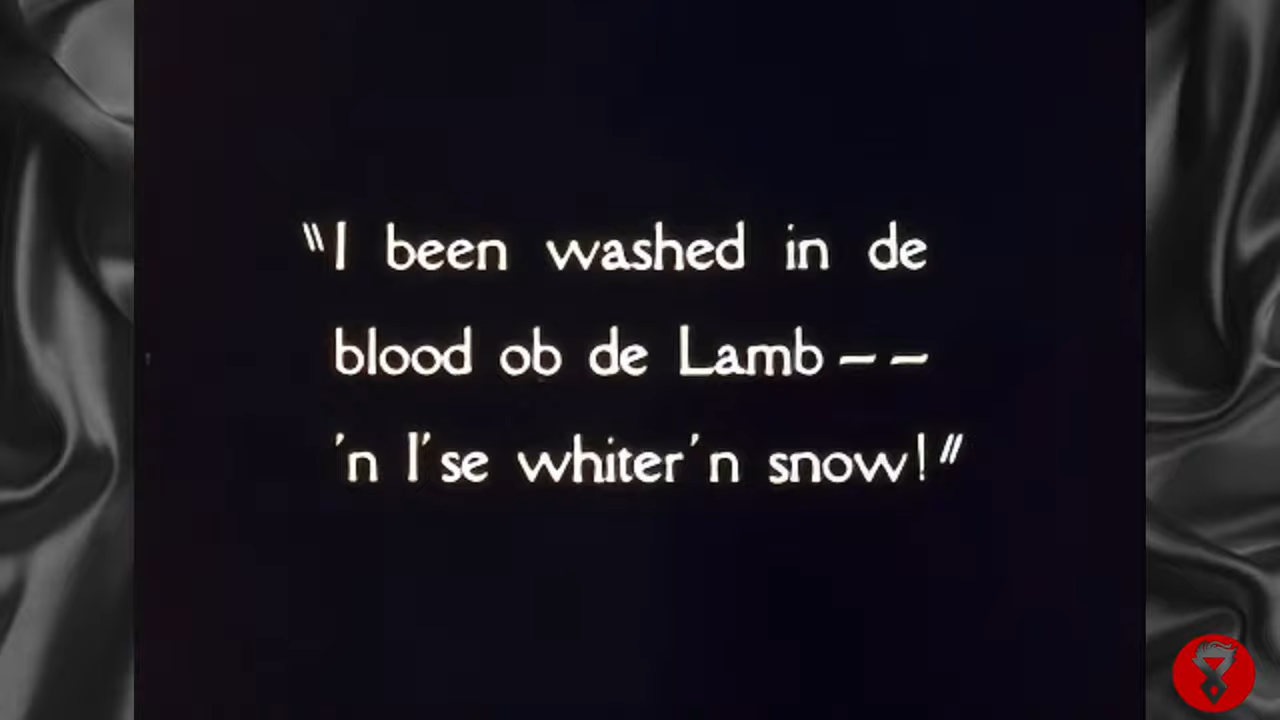 "I been washed in de
blood ob de Lamb --
'n I'se whiter'n snow!"